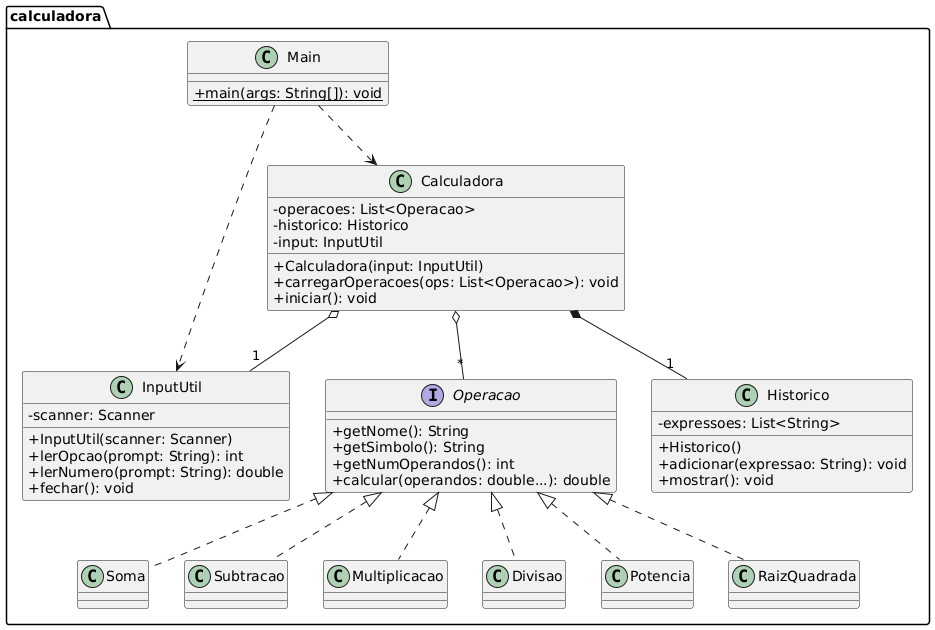 calculadora
C Main
+main(args: String[]): void
C Calculadora
-operacoes: List<Operacao>
-historico: Historico
-input: InputUtil
+Calculadora(input: InputUtil)
+carregarOperacoes(ops: List<Operacao>): void
+iniciar(): void
1
*
1
C InputUtil
-scanner: Scanner
+InputUtil(scanner: Scanner)
+lerOpcao(prompt: String): int
+lerNumero(prompt: String): double
+fechar(): void
I Operacao
+getNome(): String
+getSimbolo(): String
+getNumOperandos(): int
+calcular(operandos: double...): double
C Historico
-expressoes: List<String>
+Historico()
+adicionar(expressao: String): void
+mostrar(): void
C Soma
C Subtracao
C Multiplicacao
C Divisao
C Potencia
C RaizQuadrada